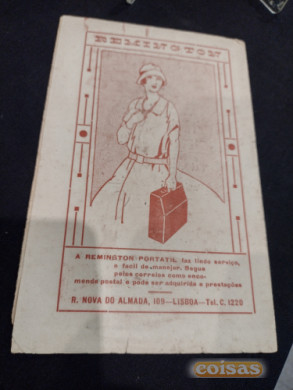 REMINGTON
A REMINGTON PORTATIL faz lindo serviço,
e facil de manejar. Segue
pelos correios como enco-
menda postal e pode ser adquirida a prestações
R. NOVA DO ALMADA, 109—LISBOA—Tel. C. 1220
coisas